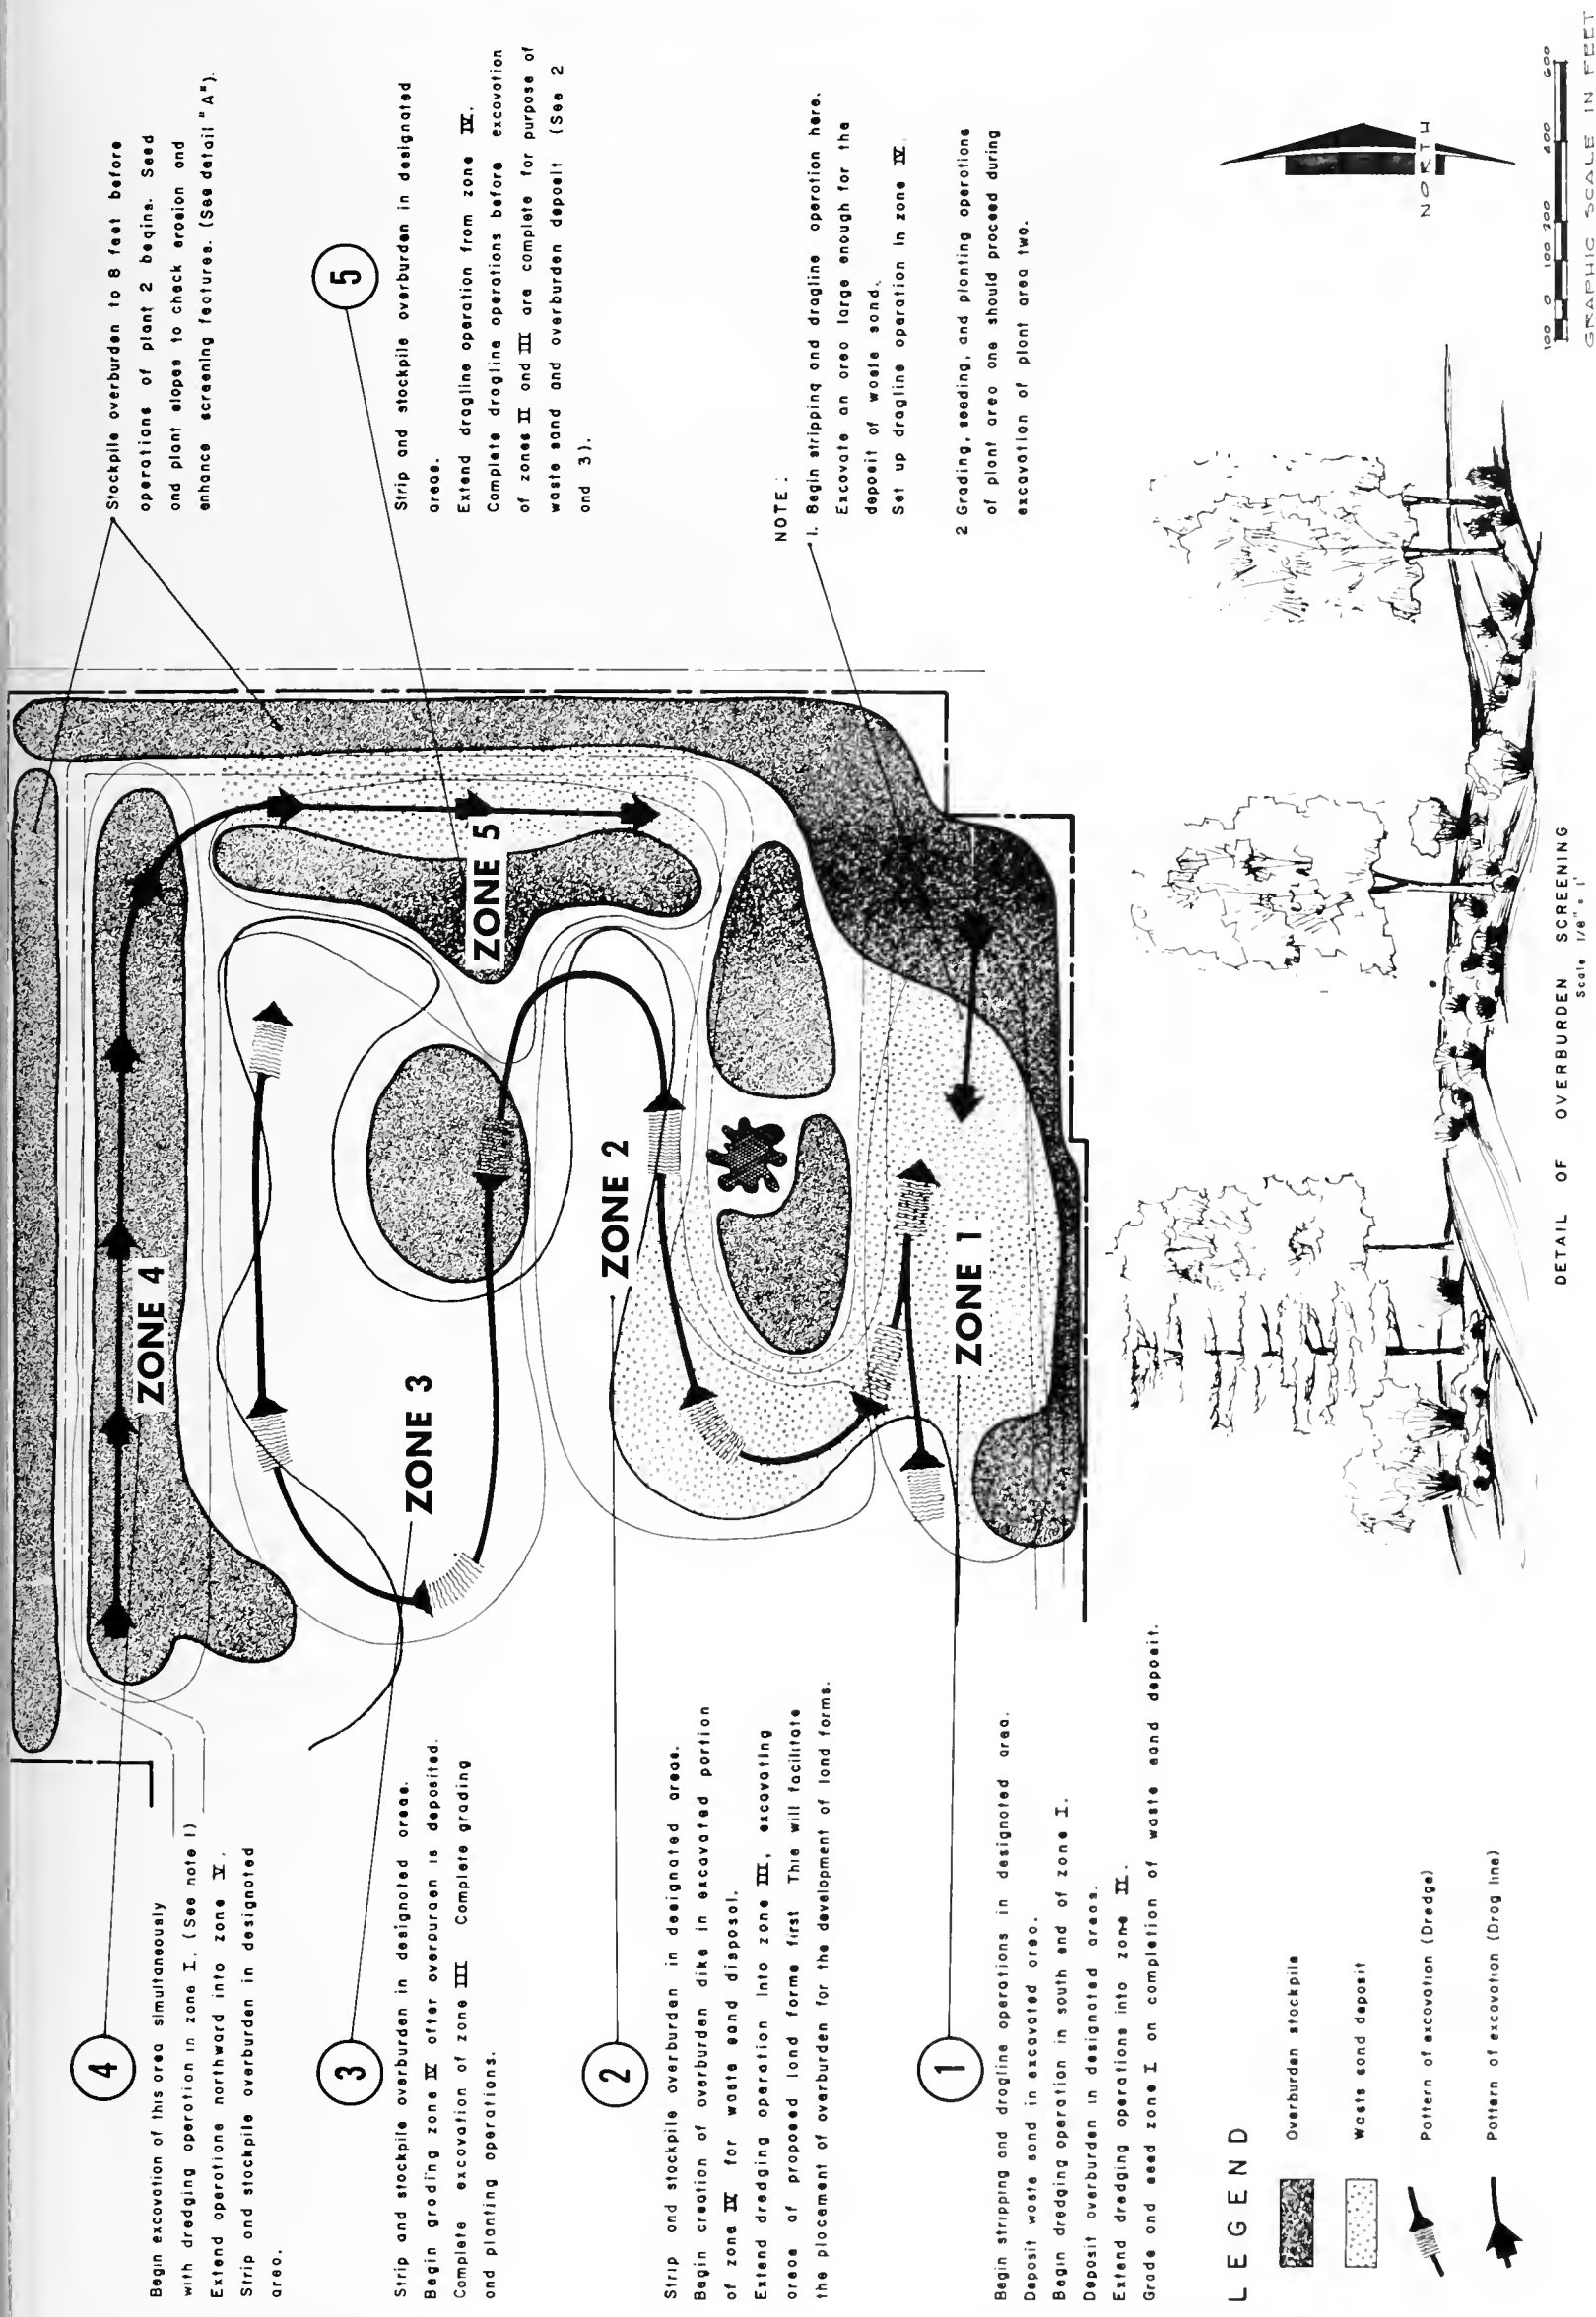 4
Begin excavation of this area simultaneously
with dredging operation in zone I. (See note 1)
Extend operations northward into zone V.
Strip and stockpile overburden in designated
area.
3
Strip and stockpile overburden in designated areas.
Begin grading zone IV after overburden is deposited.
Complete excavation of zone III Complete grading
and planting operations.
2
Strip and stockpile overburden in designated areas.
Begin creation of overburden dike in excavated portion
of zone IV for waste sand disposal.
Extend dredging operation into zone III, excavating
areas of proposed land forms first This will facilitate
the placement of overburden for the development of land forms.
1
Begin stripping and dragline operations in designated area.
Deposit waste sand in excavated area.
Begin dredging operation in south end of zone I.
Deposit overburden in designated areas.
Extend dredging operations into zone II.
Grade and seed zone I on completion of waste sand deposit.
LEGEND
Overburden stockpile
Waste sand deposit
Pattern of excavation (Dredge)
Pattern of excavation (Drag line)
ZONE 4
ZONE 3
ZONE 2
ZONE 1
ZONE 5
Stockpile overburden to 8 feet before
operations of plant 2 begins. Seed
and plant slopes to check erosion and
enhance screening features. (See detail "A").
5
Strip and stockpile overburden in designated
areas.
Extend dragline operation from zone IV.
Complete dragline operations before excavation
of zones II and III are complete for purpose of
waste sand and overburden deposit (See 2
and 3).
NOTE :
1. Begin stripping and dragline operation here.
Excavate an area large enough for the
deposit of waste sand.
Set up dragline operation in zone IV.
2 Grading, seeding, and planting operations
of plant area one should proceed during
excavation of plant area two.
DETAIL OF OVERBURDEN SCREENING
Scale 1/8" = 1'
NORTH
100 0 100 200 400 600
GRAPHIC SCALE IN FEET